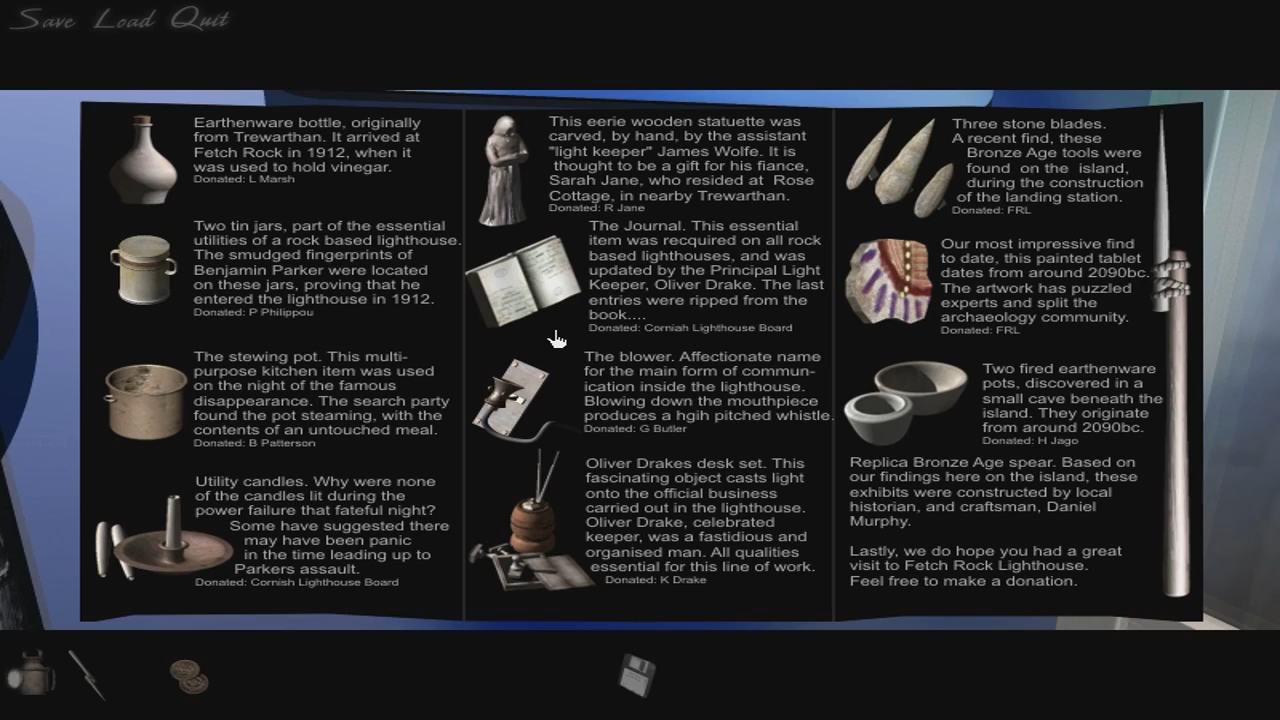 Save Load Quit
Earthenware bottle, originally
from Trewarthan. It arrived at
Fetch Rock in 1912, when it
was used to hold vinegar.
Donated: L Marsh
Two tin jars, part of the essential
utilities of a rock based lighthouse.
The smudged fingerprints of
Benjamin Parker were located
on these jars, proving that he
entered the lighthouse in 1912.
Donated: P Philippou
The stewing pot. This multi-
purpose kitchen item was used
on the night of the famous
disappearance. The search party
found the pot steaming, with the
contents of an untouched meal.
Donated: B Patterson
Utility candles. Why were none
of the candles lit during the
power failure that fateful night?
Some have suggested there
may have been panic
in the time leading up to
Parkers assault.
Donated: Cornish Lighthouse Board
This eerie wooden statuette was
carved, by hand, by the assistant
"light keeper" James Wolfe. It is
thought to be a gift for his fiance,
Sarah Jane, who resided at Rose
Cottage, in nearby Trewarthan.
Donated: R Jane
The Journal. This essential
item was recquired on all rock
based lighthouses, and was
updated by the Principal Light
Keeper, Oliver Drake. The last
entries were ripped from the
book....
Donated: Corniah Lighthouse Board
The blower. Affectionate name
for the main form of commun-
ication inside the lighthouse.
Blowing down the mouthpiece
produces a hgih pitched whistle.
Donated: G Butler
Oliver Drakes desk set. This
fascinating object casts light
onto the official business
carried out in the lighthouse.
Oliver Drake, celebrated
keeper, was a fastidious and
organised man. All qualities
essential for this line of work.
Donated: K Drake
Three stone blades.
A recent find, these
Bronze Age tools were
found on the island,
during the construction
of the landing station.
Donated: FRL
Our most impressive find
to date, this painted tablet
dates from around 2090bc.
The artwork has puzzled
experts and split the
archaeology community.
Donated: FRL
Two fired earthenware
pots, discovered in a
small cave beneath the
island. They originate
from around 2090bc.
Donated: H Jago
Replica Bronze Age spear. Based on
our findings here on the island, these
exhibits were constructed by local
historian, and craftsman, Daniel
Murphy.
Lastly, we do hope you had a great
visit to Fetch Rock Lighthouse.
Feel free to make a donation.